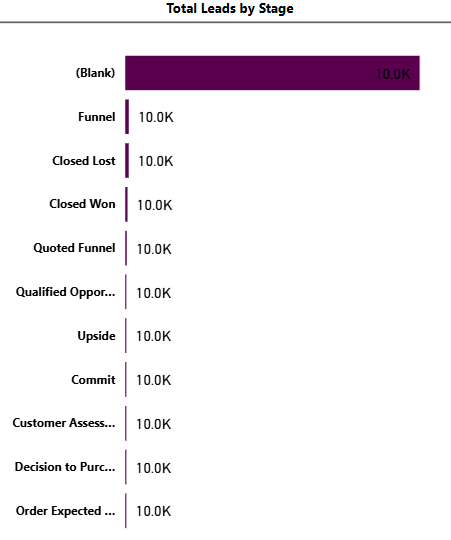 Total Leads by Stage
(Blank) 10.0K
Funnel 10.0K
Closed Lost 10.0K
Closed Won 10.0K
Quoted Funnel 10.0K
Qualified Oppor... 10.0K
Upside 10.0K
Commit 10.0K
Customer Assess... 10.0K
Decision to Purc... 10.0K
Order Expected ... 10.0K